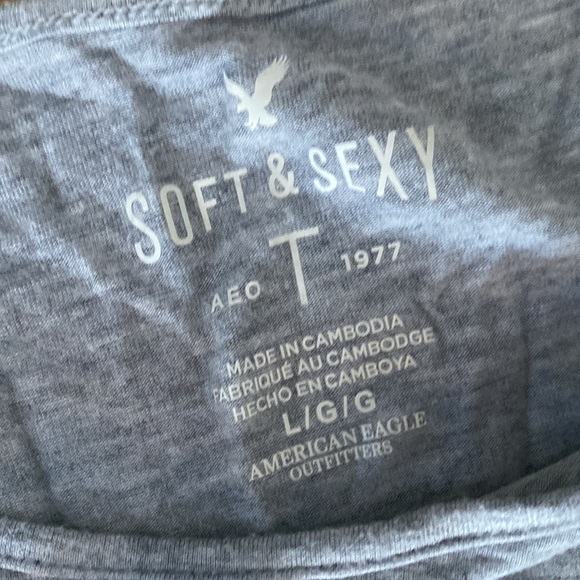 SOFT & SEXY
AEO T 1977
MADE IN CAMBODIA
FABRIQUÉ AU CAMBODGE
HECHO EN CAMBOYA
L/G/G
AMERICAN EAGLE
OUTFITTERS